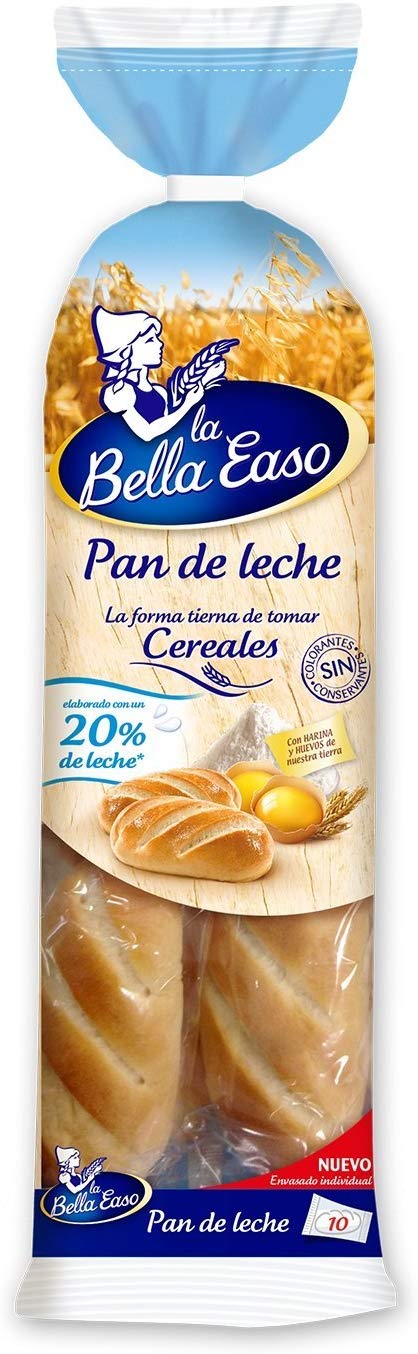 la
Bella Easo
Pan de leche
La forma tierna de tomar
Cereales
COLORANTES
SIN
CONSERVANTES
elaborado con un
20%
de leche*
Con HARINA
y HUEVOS de
nuestra tierra
NUEVO
Envasado individual
la
Bella Easo
Pan de leche
10